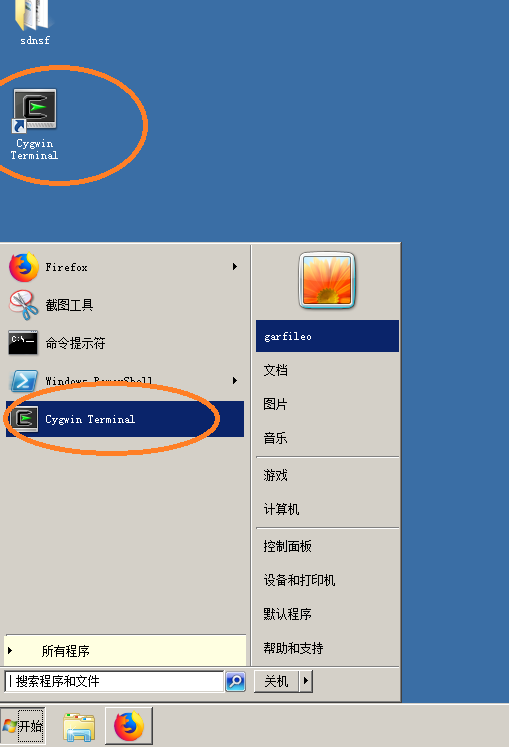 sdnsf
Cygwin
Terminal
Firefox
截图工具
C:\
命令提示符
Windows PowerShell
Cygwin Terminal
所有程序
搜索程序和文件
garfileo
文档
图片
音乐
游戏
计算机
控制面板
设备和打印机
默认程序
帮助和支持
关机
开始